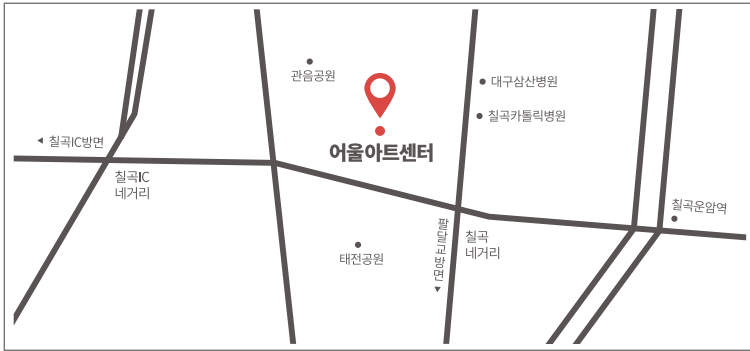 관음공원
대구삼산병원
칠곡카톨릭병원
칠곡IC방면
어울아트센터
칠곡IC
네거리
칠곡운암역
팔달교방면
칠곡
네거리
태전공원